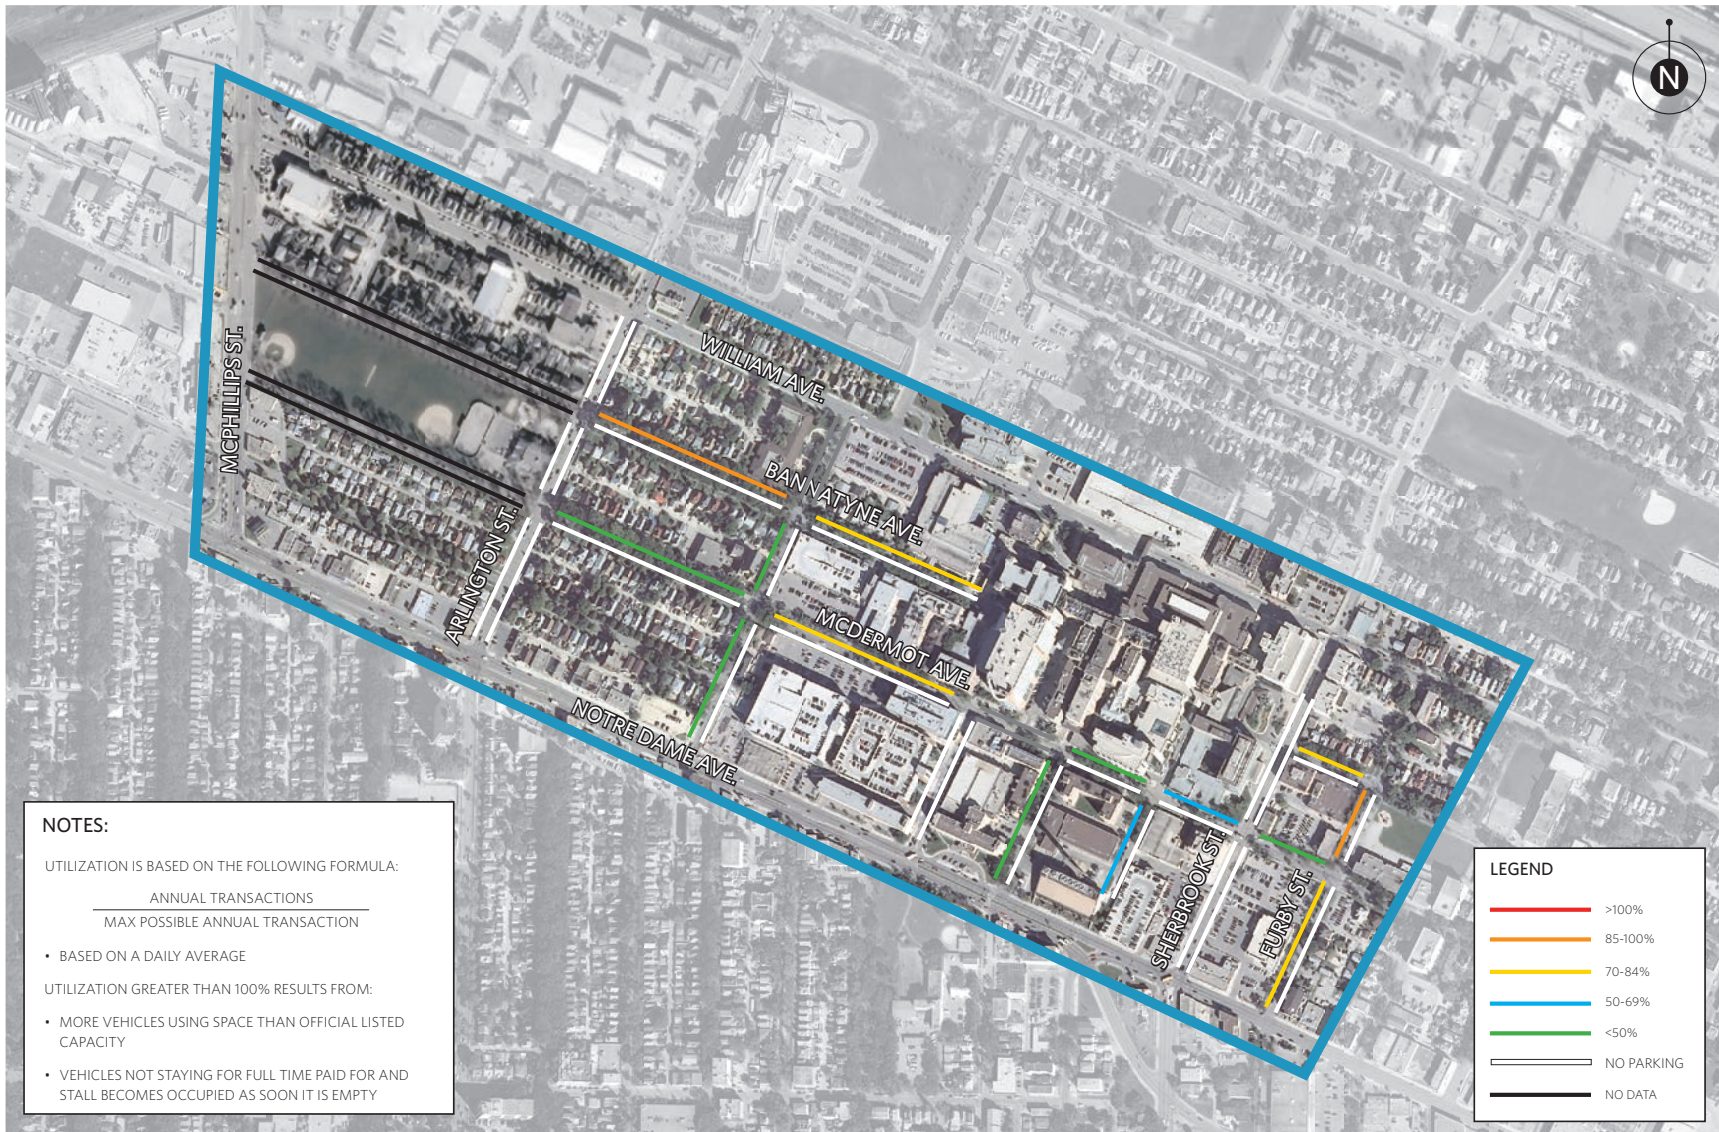 N
MCPHILLIPS ST.
WILLIAM AVE.
BANNATYNE AVE.
ARLINGTON ST.
MCDERMOT AVE.
NOTRE DAME AVE.
SHERBROOK ST.
FURBY ST.
NOTES:
UTILIZATION IS BASED ON THE FOLLOWING FORMULA:
ANNUAL TRANSACTIONS
MAX POSSIBLE ANNUAL TRANSACTION
• BASED ON A DAILY AVERAGE
UTILIZATION GREATER THAN 100% RESULTS FROM:
• MORE VEHICLES USING SPACE THAN OFFICIAL LISTED
CAPACITY
• VEHICLES NOT STAYING FOR FULL TIME PAID FOR AND
STALL BECOMES OCCUPIED AS SOON IT IS EMPTY
LEGEND
>100%
85-100%
70-84%
50-69%
<50%
NO PARKING
NO DATA